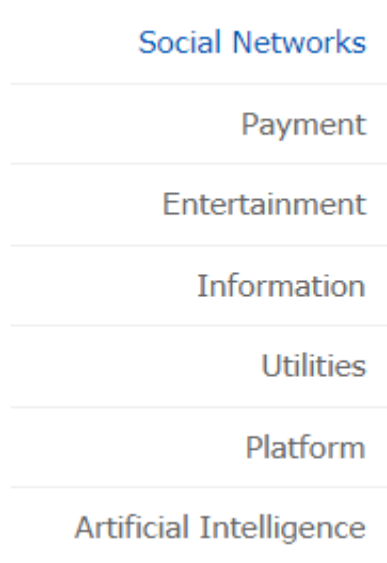 Social Networks
Payment
Entertainment
Information
Utilities
Platform
Artificial Intelligence